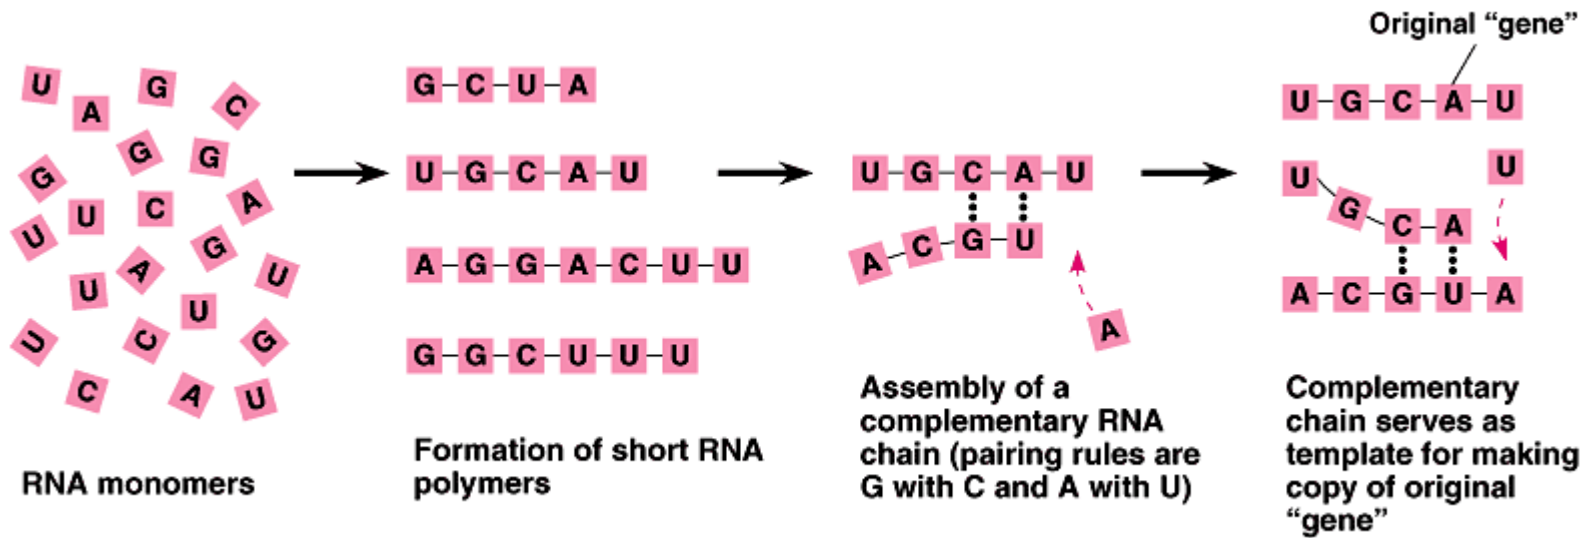 U
A
G
C
G
G
G
U
C
A
U
G
A
U
U
U
U
C
G
C
A
U
RNA monomers
G-C-U-A
U-G-C-A-U
A-G-G-A-C-U-U
G-G-C-U-U-U
Formation of short RNA
polymers
U-G-C-A-U
A-C-G-U
A
Assembly of a
complementary RNA
chain (pairing rules are
G with C and A with U)
Original “gene”
U-G-C-A-U
U
U-G-C-A
A-C-G-U-A
Complementary
chain serves as
template for making
copy of original
“gene”